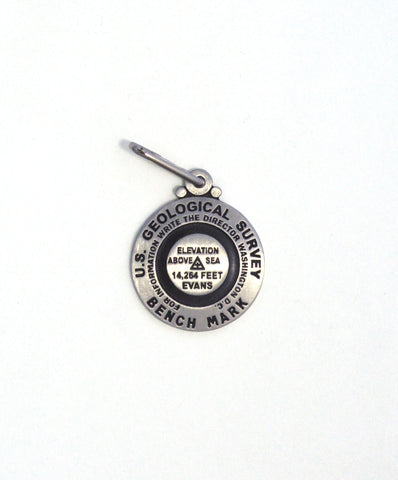 U.S. GEOLOGICAL SURVEY
FOR INFORMATION WRITE THE DIRECTOR WASHINGTON D.C.
ELEVATION
ABOVE SEA
14,264 FEET
EVANS
BENCH MARK